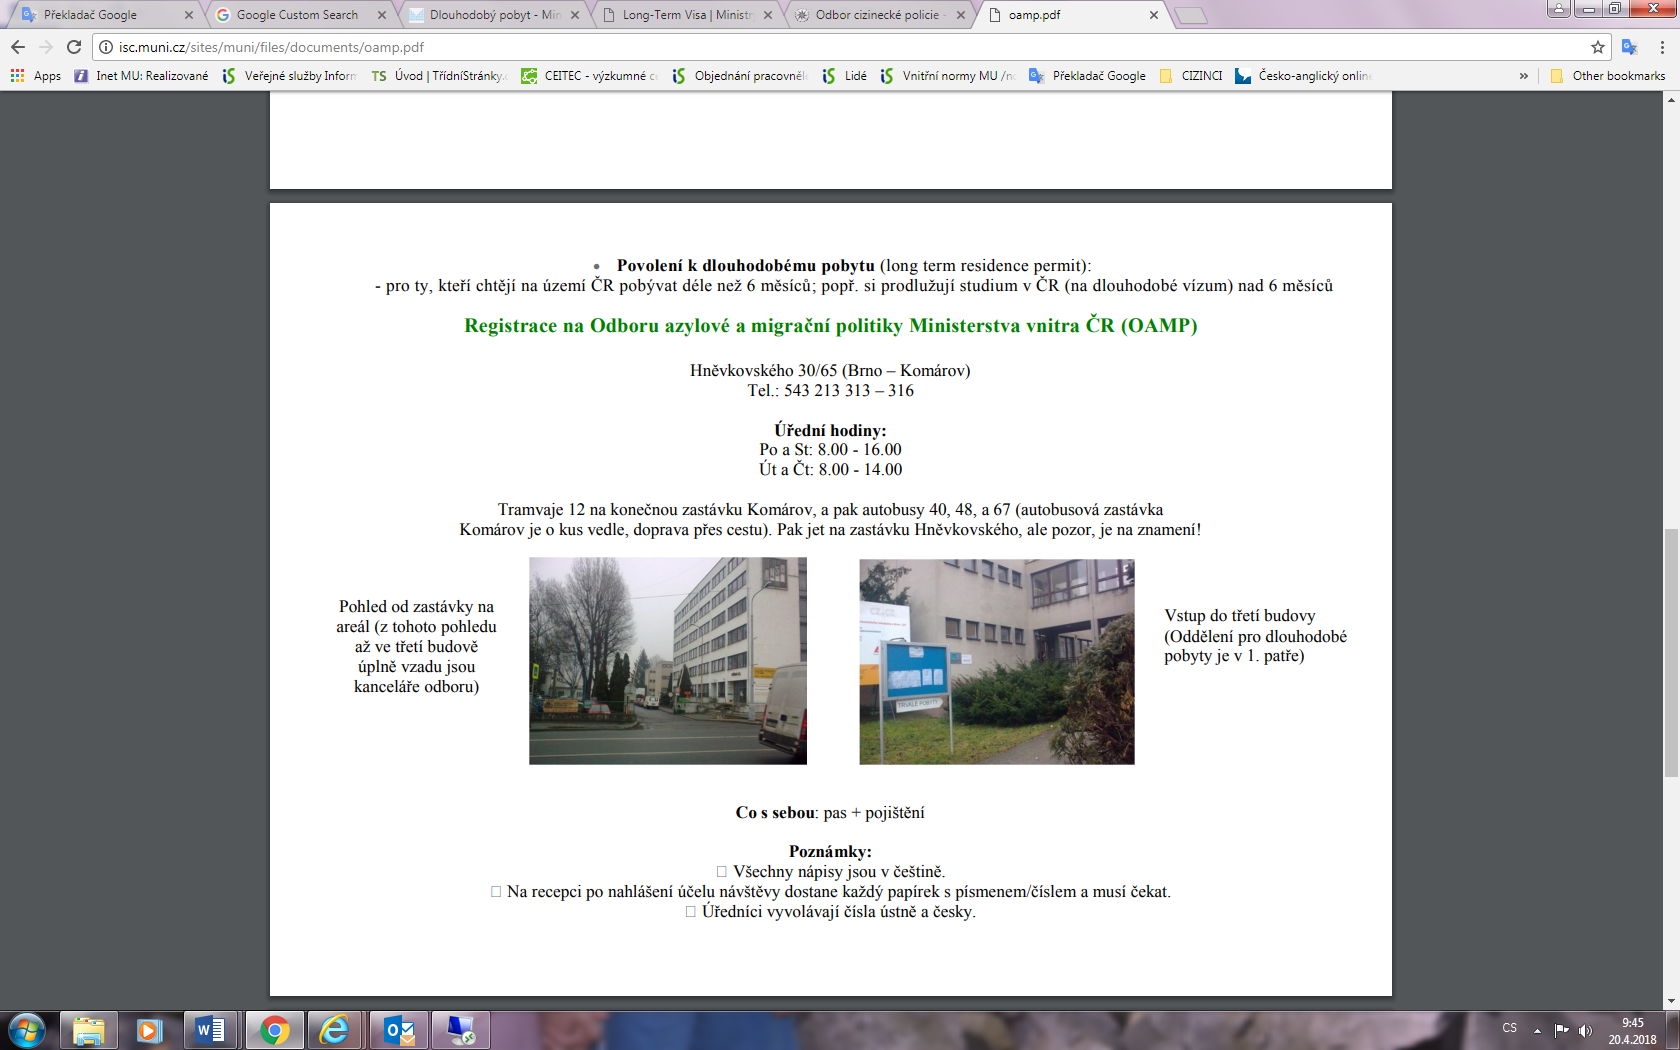 Překladač Google
Google Custom Search
Dlouhodobý pobyt - Min
Long-Term Visa | Ministr
Odbor cizinecké policie -
oamp.pdf
isc.muni.cz/sites/muni/files/documents/oamp.pdf
Apps
Inet MU: Realizované
Veřejné služby Inform
TS Úvod | TřídníStránky.
CEITEC - výzkumné c
Objednání pracovněle
Lidé
Vnitřní normy MU
Překladač Google
CIZINCI
Česko-anglický online
»
Other bookmarks
• Povolení k dlouhodobému pobytu (long term residence permit):
- pro ty, kteří chtějí na území ČR pobývat déle než 6 měsíců; popř. si prodlužují studium v ČR (na dlouhodobé vízum) nad 6 měsíců
Registrace na Odboru azylové a migrační politiky Ministerstva vnitra ČR (OAMP)
Hněvkovského 30/65 (Brno – Komárov)
Tel.: 543 213 313 – 316
Úřední hodiny:
Po a St: 8.00 - 16.00
Út a Čt: 8.00 - 14.00
Tramvaje 12 na konečnou zastávku Komárov, a pak autobusy 40, 48, a 67 (autobusová zastávka
Komárov je o kus vedle, doprava přes cestu). Pak jet na zastávku Hněvkovského, ale pozor, je na znamení!
Pohled od zastávky na
areál (z tohoto pohledu
až ve třetí budově
úplně vzadu jsou
kanceláře odboru)
cz.cz
TRVALÉ POBYTY
Vstup do třetí budovy
(Oddělení pro dlouhodobé
pobyty je v 1. patře)
Co s sebou: pas + pojištění
Poznámky:
Všechny nápisy jsou v češtině.
Na recepci po nahlášení účelu návštěvy dostane každý papírek s písmenem/číslem a musí čekat.
Úředníci vyvolávají čísla ústně a česky.
CS
9:45
20.4.2018